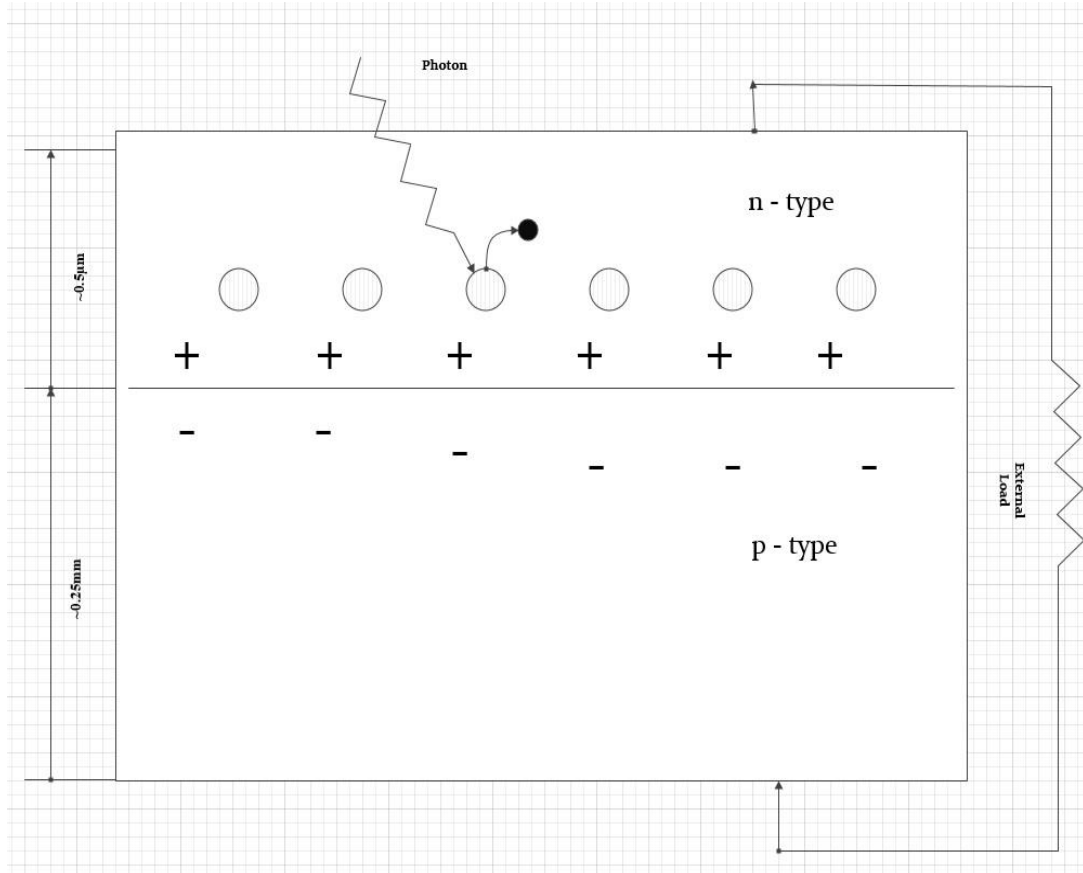 Photon
n - type
~0.5μm
+ + + + + +
- - - - - -
External
Load
p - type
~0.25mm